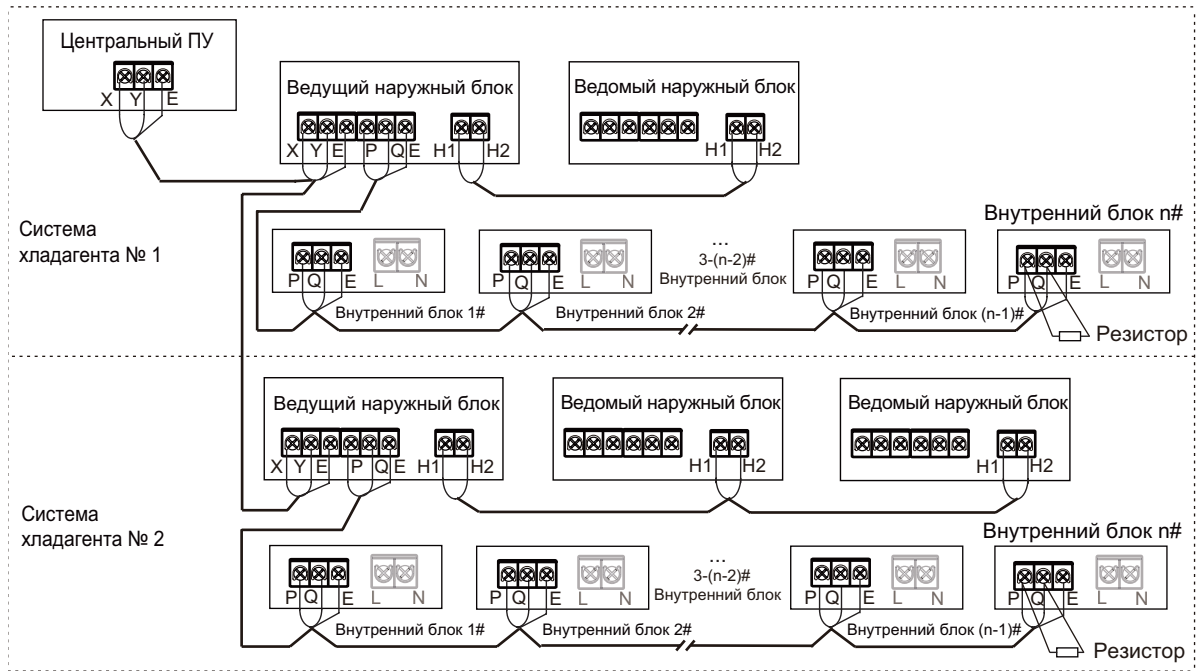 Центральный ПУ
X Y E
Ведущий наружный блок
X Y E P Q E H1 H2
Ведомый наружный блок
H1 H2
Система
хладагента № 1
P Q E L N
Внутренний блок 1#
P Q E L N
Внутренний блок 2#
...
3-(n-2)#
Внутренний блок
P Q E L N
Внутренний блок (n-1)#
Внутренний блок n#
P Q E L N
Резистор
Ведущий наружный блок
X Y E P Q E H1 H2
Ведомый наружный блок
H1 H2
Ведомый наружный блок
H1 H2
Система
хладагента № 2
P Q E L N
Внутренний блок 1#
P Q E L N
Внутренний блок 2#
...
3-(n-2)#
Внутренний блок
P Q E L N
Внутренний блок (n-1)#
Внутренний блок n#
P Q E L N
Резистор